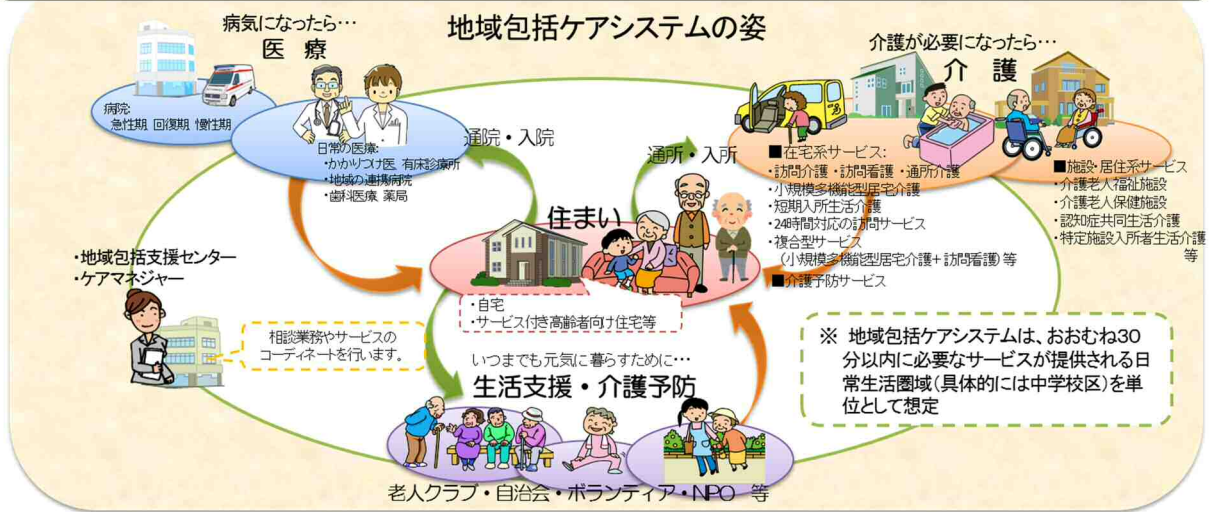 地域包括ケアシステムの姿
病気になったら…
医 療
病院:
急性期 回復期 慢性期
日常の医療:
・かかりつけ医、有床診療所
・地域の連携病院
・歯科医療、薬局
通院・入院
通所・入所
介護が必要になったら…
介 護
■在宅系サービス:
・訪問介護 ・訪問看護 ・通所介護
・小規模多機能型居宅介護
・短期入所生活介護
・24時間対応の訪問サービス
・複合型サービス
(小規模多機能型居宅介護+訪問看護)等
■介護予防サービス
■施設・居住系サービス
・介護老人福祉施設
・介護老人保健施設
・認知症共同生活介護
・特定施設入所者生活介護
等
住まい
・自宅
・サービス付き高齢者向け住宅等
・地域包括支援センター
・ケアマネジャー
相談業務やサービスの
コーディネートを行います。
いつまでも元気に暮らすために…
生活支援・介護予防
老人クラブ・自治会・ボランティア・NPO 等
※ 地域包括ケアシステムは、おおむね30
分以内に必要なサービスが提供される日
常生活圏域(具体的には中学校区)を単
位として想定